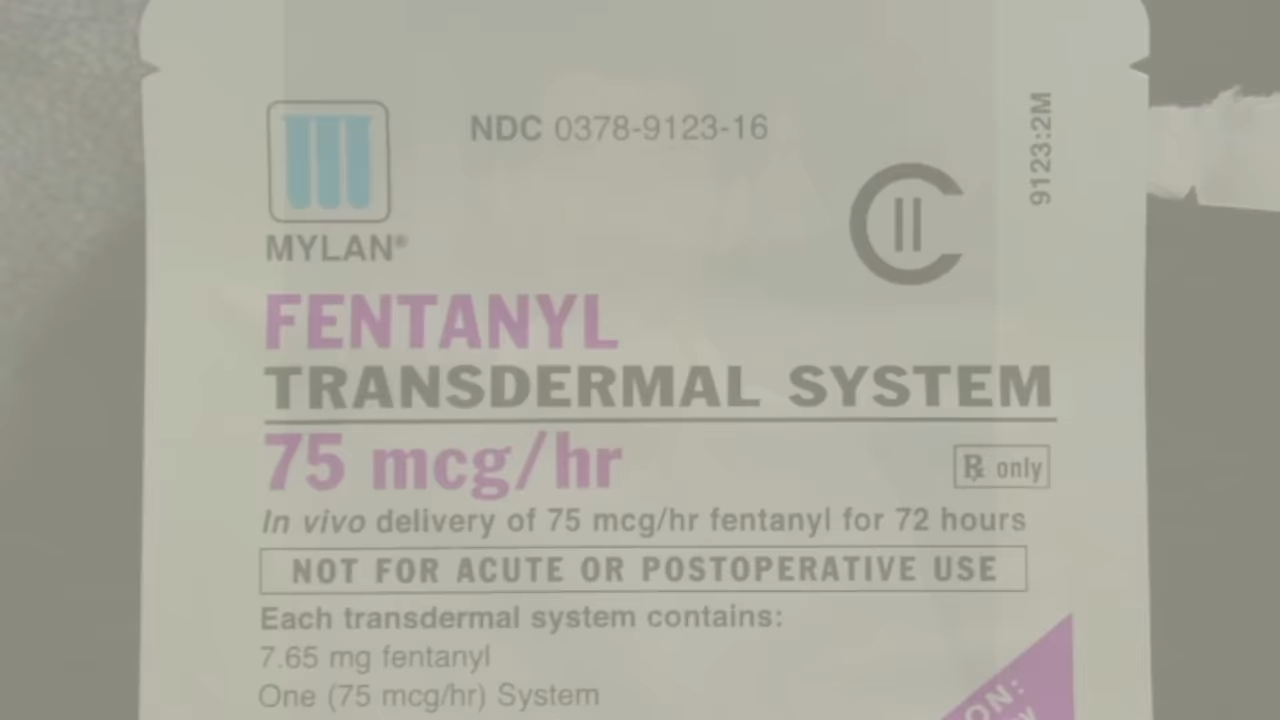 NDC 0378-9123-16
9123:2M
MYLAN®
CII
FENTANYL
TRANSDERMAL SYSTEM
75 mcg/hr
℞ only
In vivo delivery of 75 mcg/hr fentanyl for 72 hours
NOT FOR ACUTE OR POSTOPERATIVE USE
Each transdermal system contains:
7.65 mg fentanyl
One (75 mcg/hr) System